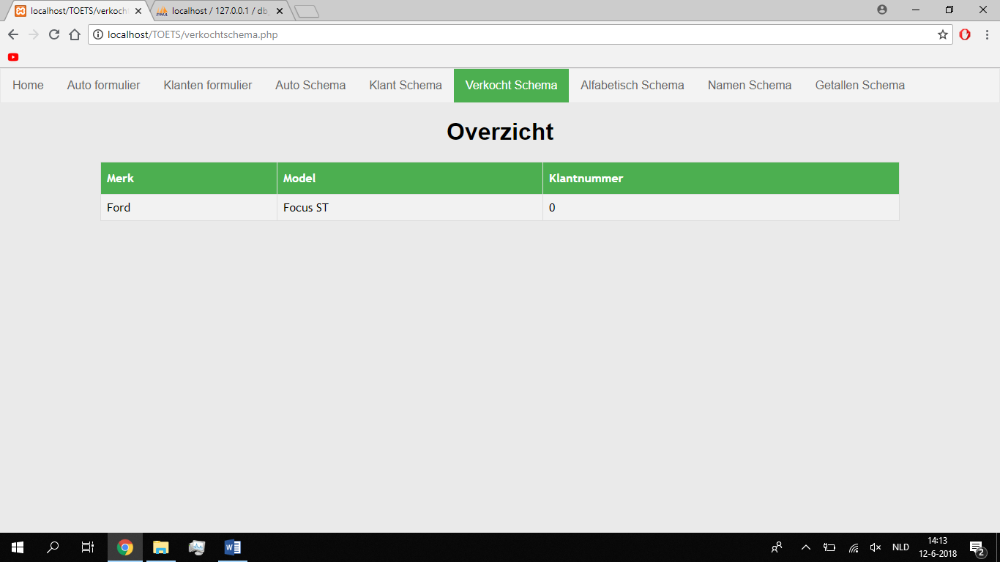 localhost/TOETS/verkocht
localhost / 127.0.0.1 / db_
localhost/TOETS/verkochtschema.php
Home Auto formulier Klanten formulier Auto Schema Klant Schema Verkocht Schema Alfabetisch Schema Namen Schema Getallen Schema
Overzicht
Merk Model Klantnummer
Ford Focus ST 0
NLD
14:13
12-6-2018
2